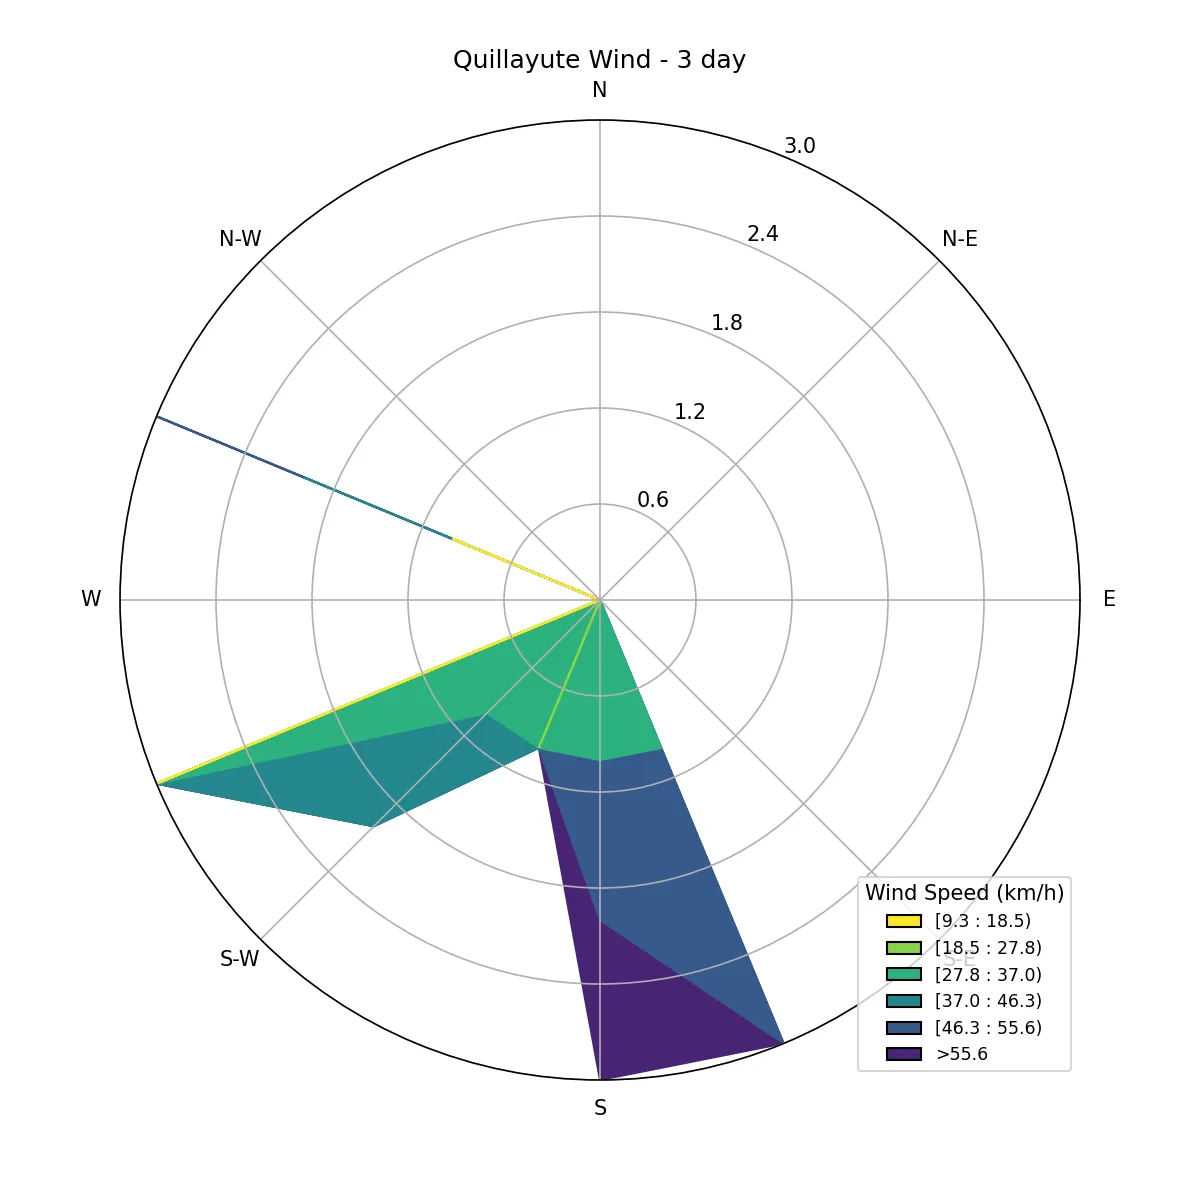 Quillayute Wind - 3 day
N
3.0
N-W
2.4
N-E
1.8
1.2
0.6
W
E
Wind Speed (km/h)
[9.3 : 18.5)
[18.5 : 27.8)
S-W
S-E
[27.8 : 37.0)
[37.0 : 46.3)
[46.3 : 55.6)
>55.6
S